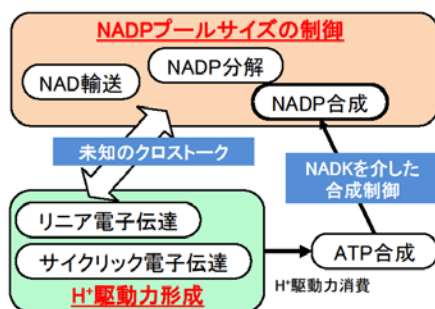 NADPプールサイズの制御
NADP分解
NAD輸送
NADP合成
未知のクロストーク
NADKを介した
合成制御
リニア電子伝達
サイクリック電子伝達
ATP合成
H⁺駆動力消費
H⁺駆動力形成